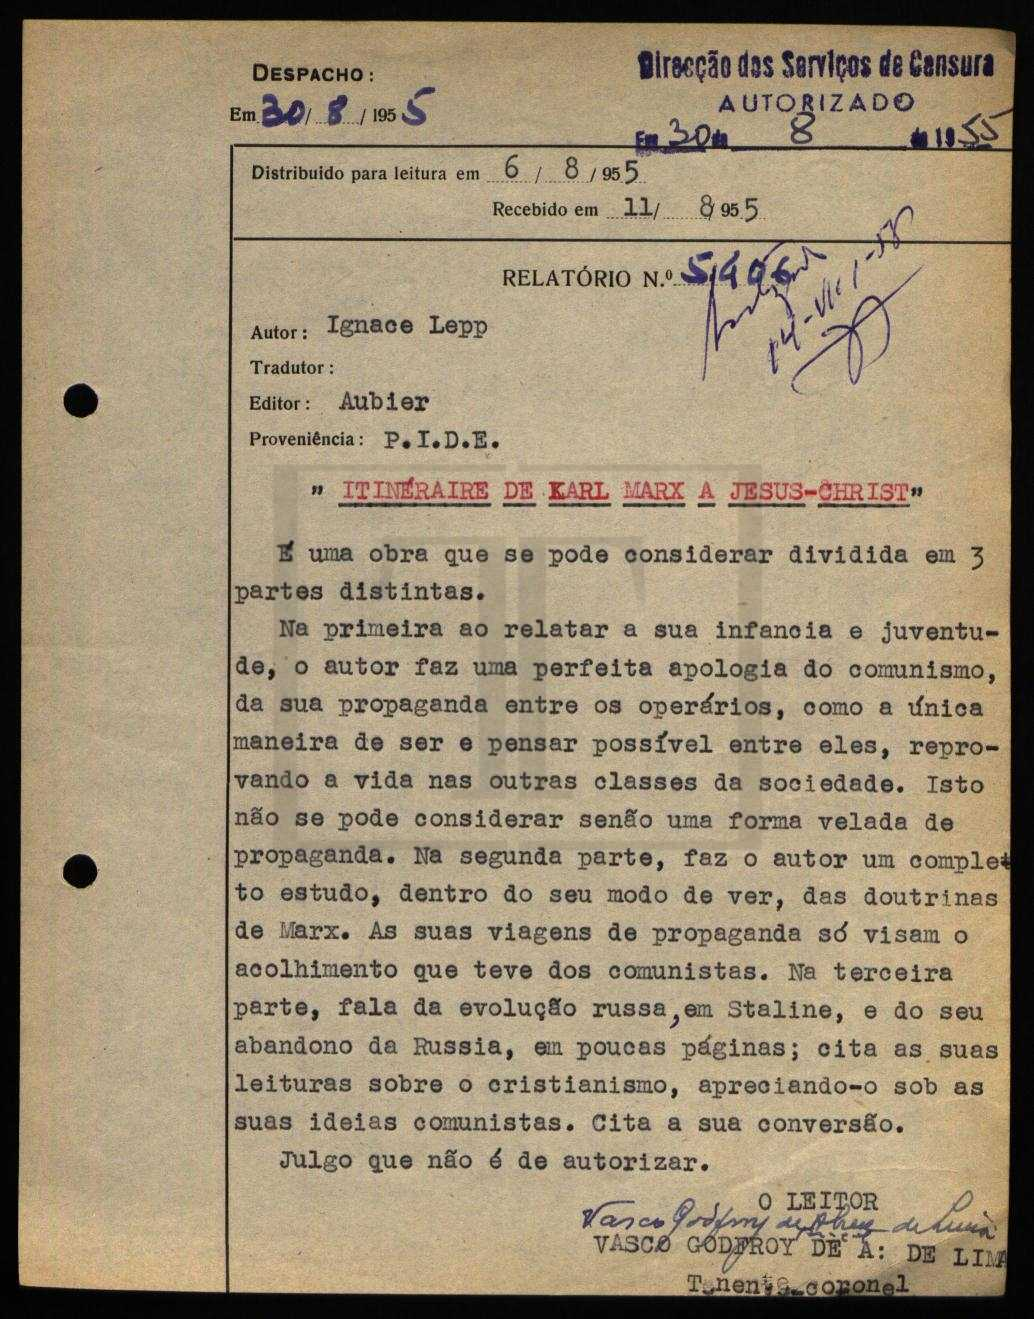 DESPACHO:
Em 30/ 8 / 1955
Direcção dos Serviços de Censura
AUTORIZADO
Em 30 de 8 de 1955
Distribuido para leitura em 6 / 8 / 955
Recebido em 11/ 8/ 955
RELATÓRIO N.º
Autor: Ignace Lepp
Tradutor:
Editor: Aubier
Proveniência: P.I.D.E.
" ITINÉRAIRE DE KARL MARX A JESUS-CHRIST"
É uma obra que se pode considerar dividida em 3
partes distintas.
Na primeira ao relatar a sua infancia e juventu-
de, o autor faz uma perfeita apologia do comunismo,
da sua propaganda entre os operários, como a única
maneira de ser e pensar possível entre eles, repro-
vando a vida nas outras classes da sociedade. Isto
não se pode considerar senão uma forma velada de
propaganda. Na segunda parte, faz o autor um complet
to estudo, dentro do seu modo de ver, das doutrinas
de Marx. As suas viagens de propaganda só visam o
acolhimento que teve dos comunistas. Na terceira
parte, fala da evolução russa, em Staline, e do seu
abandono da Russia, em poucas páginas; cita as suas
leituras sobre o cristianismo, apreciando-o sob as
suas ideias comunistas. Cita a sua conversão.
Julgo que não é de autorizar.
O LEITOR
Vasco Godfroy de Abreu de Lima
VASCO GODFROY DE A: DE LIMA
Tenente-coronel